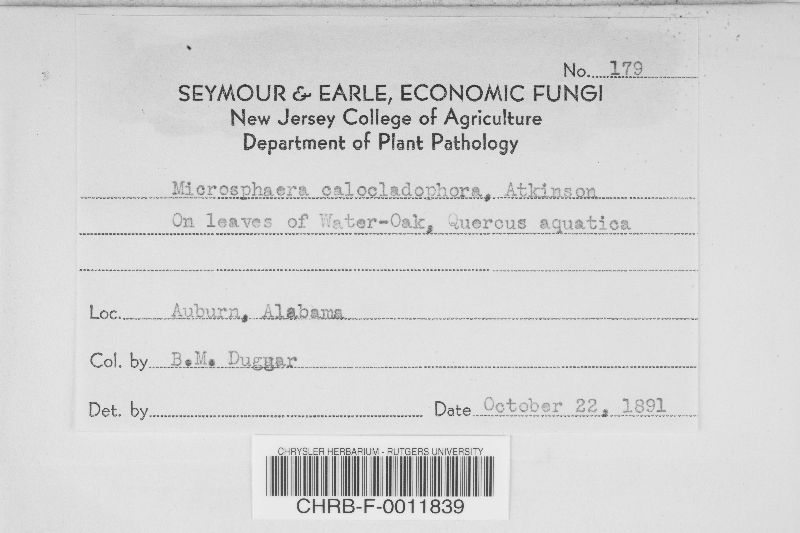 No. 179
SEYMOUR & EARLE, ECONOMIC FUNGI
New Jersey College of Agriculture
Department of Plant Pathology
Microsphaera calocladophora, Atkinson
On leaves of Water-Oak, Quercus aquatica
Loc. Auburn, Alabama
Col. by B.M. Duggar
Det. by Date October 22, 1891
CHRYSLER HERBARIUM - RUTGERS UNIVERSITY
CHRB-F-0011839